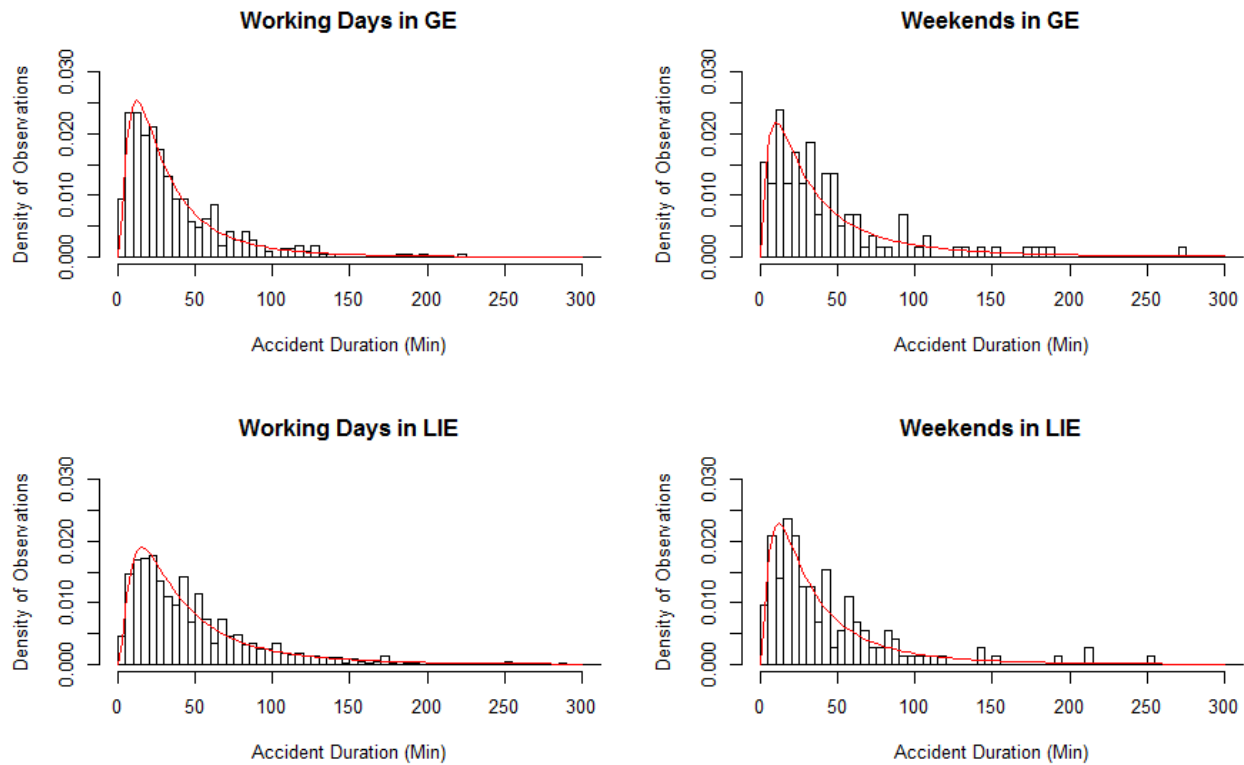 Working Days in GE
Density of Observations
0.000 0.010 0.020 0.030
0 50 100 150 200 250 300
Accident Duration (Min)
Weekends in GE
Density of Observations
0.000 0.010 0.020 0.030
0 50 100 150 200 250 300
Accident Duration (Min)
Working Days in LIE
Density of Observations
0.000 0.010 0.020 0.030
0 50 100 150 200 250 300
Accident Duration (Min)
Weekends in LIE
Density of Observations
0.000 0.010 0.020 0.030
0 50 100 150 200 250 300
Accident Duration (Min)